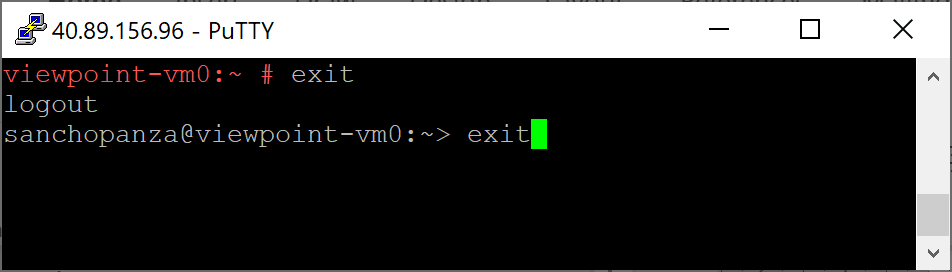 40.89.156.96 - PuTTY
viewpoint-vm0:~ # exit
logout
sanchopanza@viewpoint-vm0:~> exit